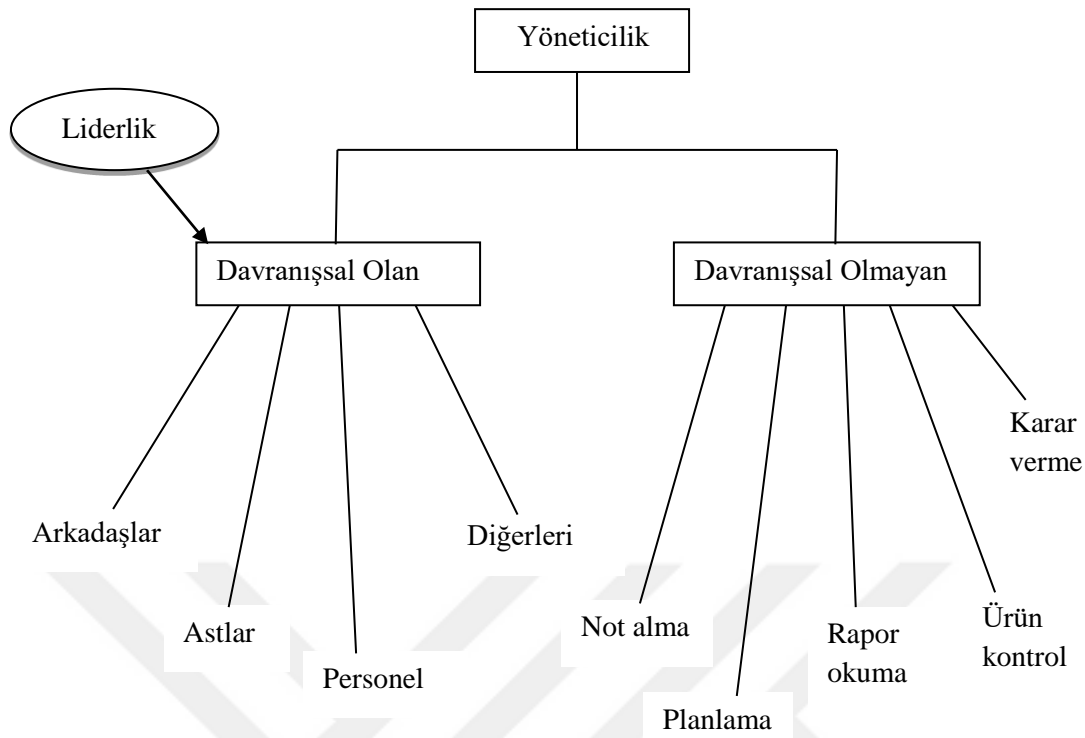 Yöneticilik
Liderlik
Davranışsal Olan
Davranışsal Olmayan
Karar
verme
Arkadaşlar
Diğerleri
Astlar
Not alma
Rapor
okuma
Ürün
kontrol
Personel
Planlama